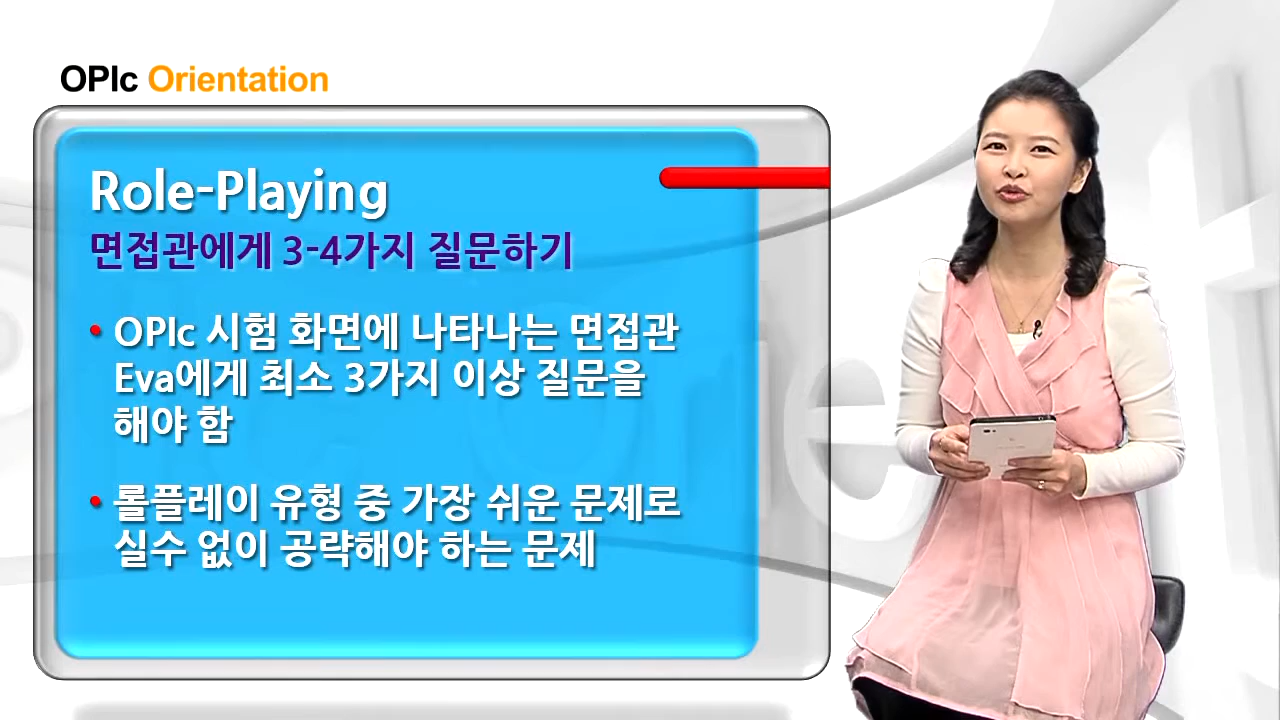 OPIc Orientation
Role-Playing
면접관에게 3-4가지 질문하기
• OPIc 시험 화면에 나타나는 면접관
Eva에게 최소 3가지 이상 질문을
해야 함
• 롤플레이 유형 중 가장 쉬운 문제로
실수 없이 공략해야 하는 문제